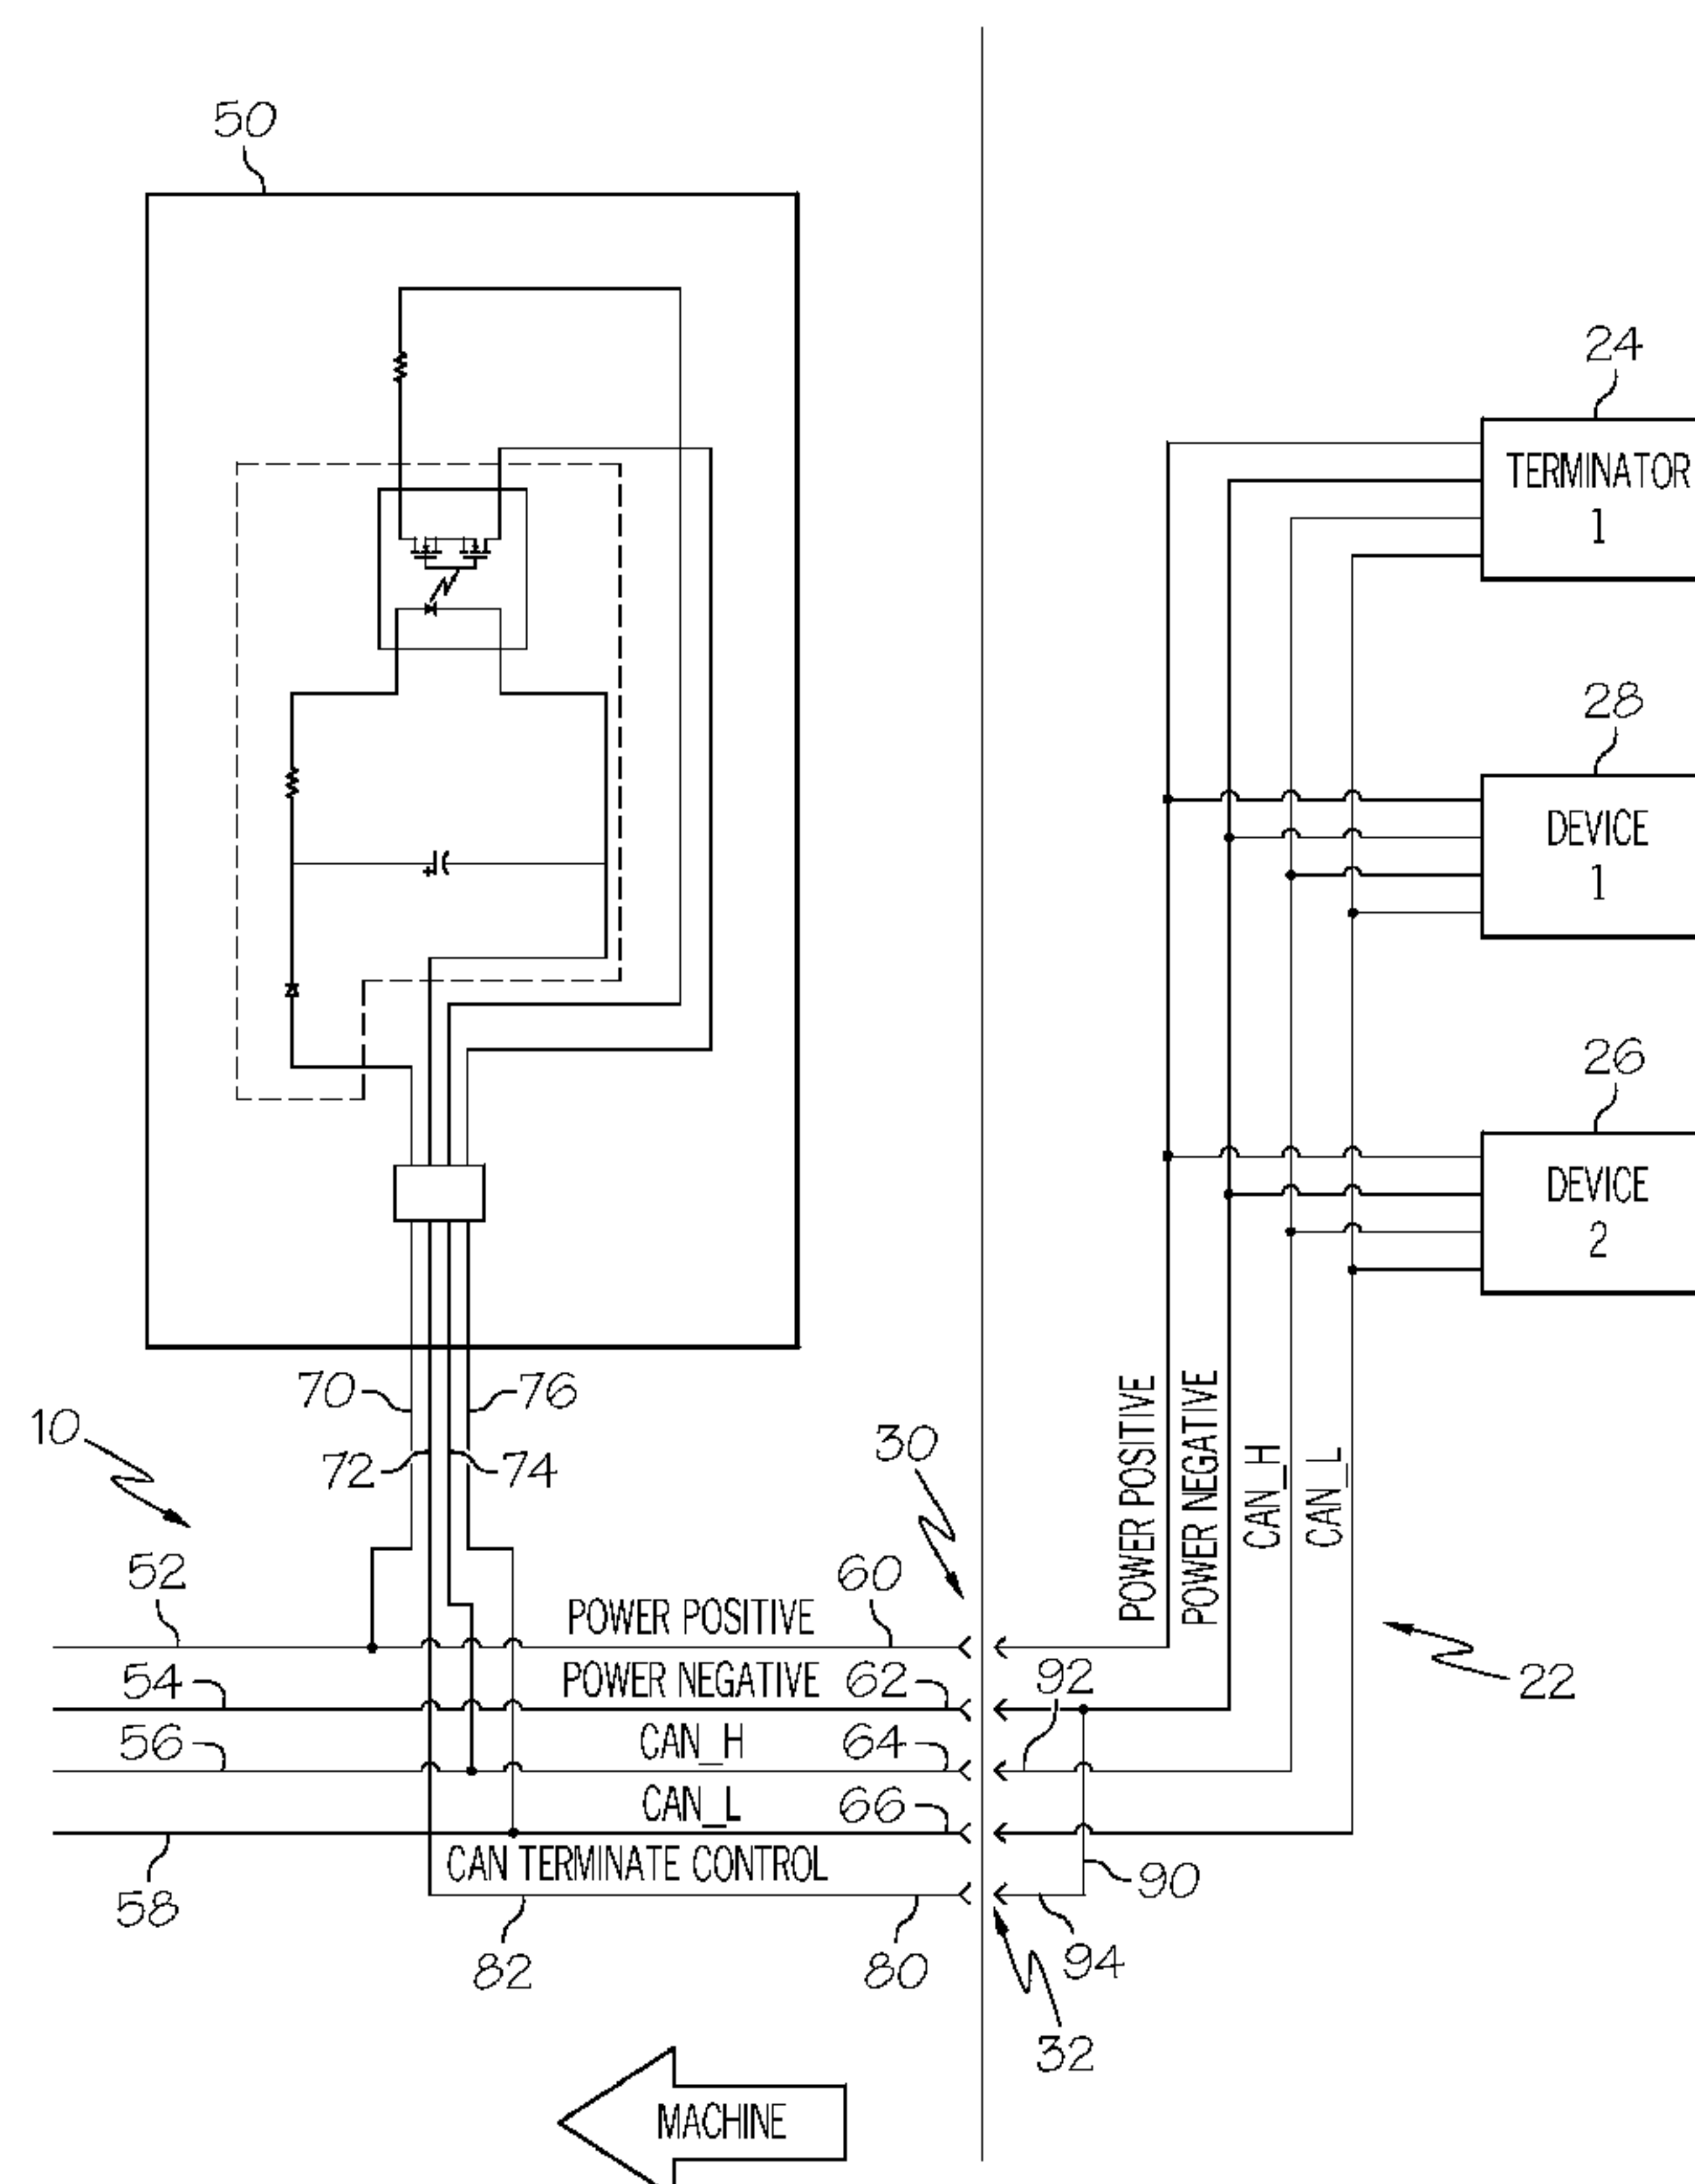 50
24
TERMINATOR
1
28
DEVICE
1
26
DEVICE
2
70
76
72
74
10
30
POWER POSITIVE
POWER NEGATIVE
CAN_H
CAN_L
52
60
POWER POSITIVE
54
POWER NEGATIVE
62
92
22
56
CAN_H
64
CAN_L
66
58
CAN TERMINATE CONTROL
90
82
80
94
32
MACHINE
+